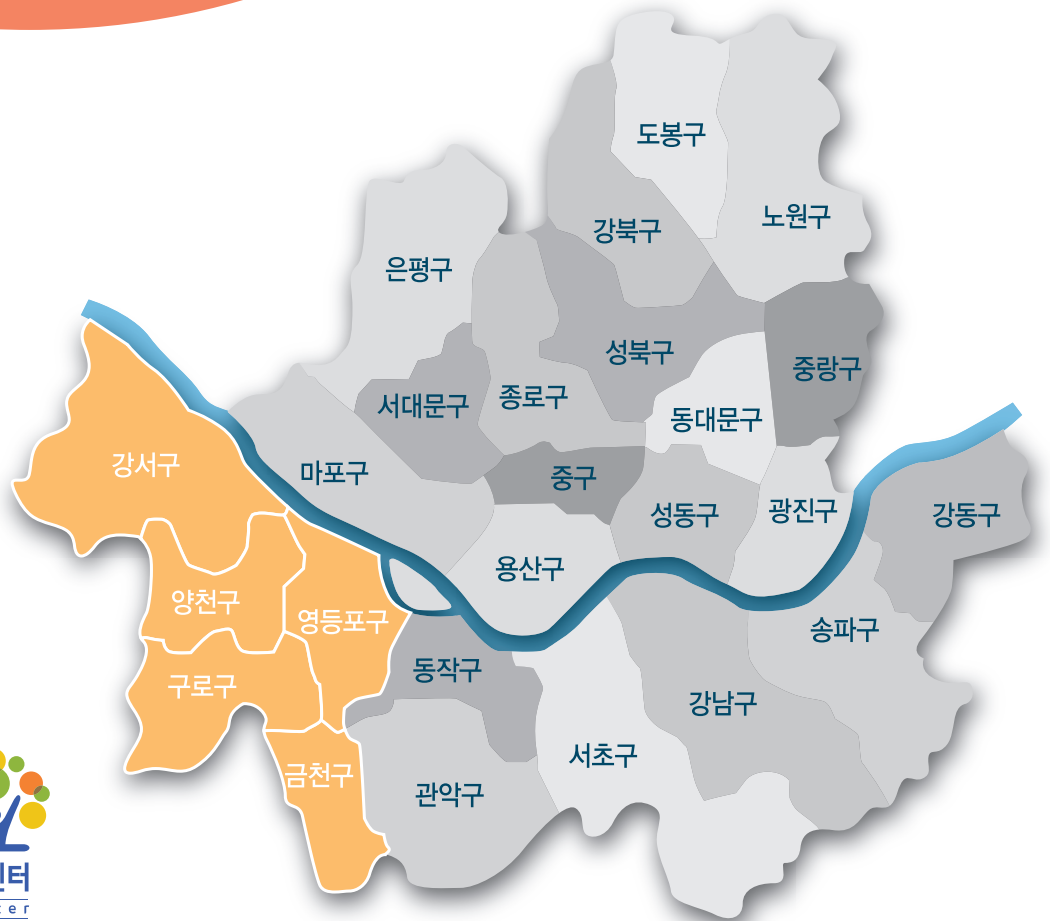 도봉구
노원구
강북구
은평구
성북구
중랑구
서대문구
종로구
동대문구
강서구
마포구
중구
성동구
광진구
강동구
용산구
양천구
영등포구
송파구
동작구
구로구
강남구
서초구
금천구
관악구
터